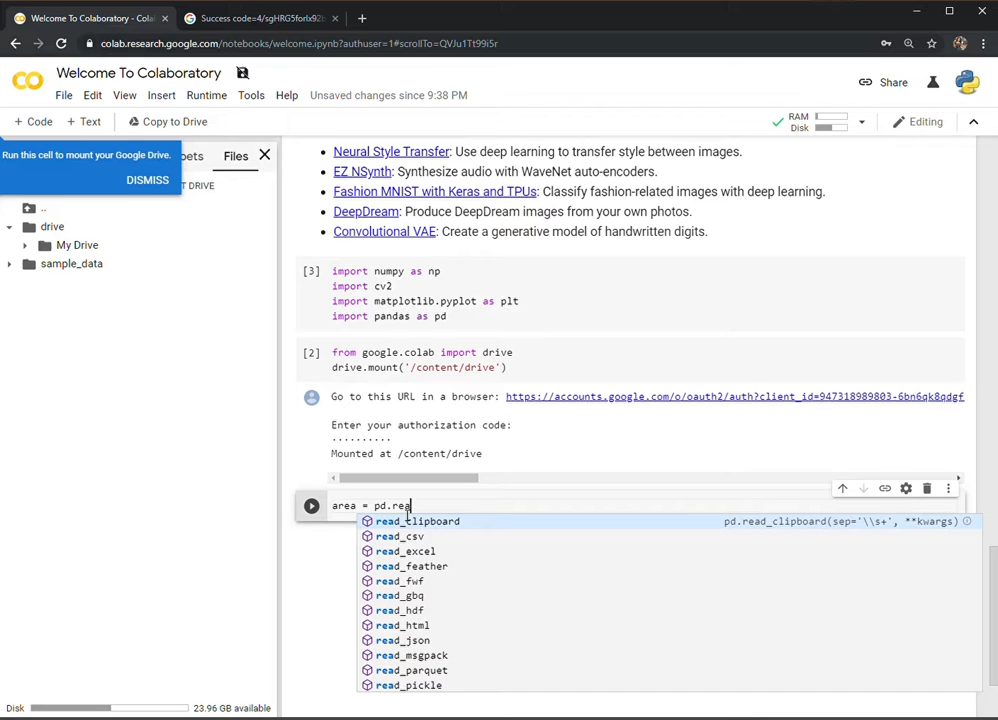 Welcome To Colaboratory - Cola
Success code=4/sgHRG5forlx92t
colab.research.google.com/notebooks/welcome.ipynb?authuser=1#scrollTo=QVJu1Tt99i5r
Welcome To Colaboratory
File Edit View Insert Runtime Tools Help Unsaved changes since 9:38 PM
Share
+ Code + Text Copy to Drive
RAM
Disk
Editing
Run this cell to mount your Google Drive.
DISMISS
Files
T DRIVE
..
drive
My Drive
sample_data
Disk 23.96 GB available
• Neural Style Transfer: Use deep learning to transfer style between images.
• EZ NSynth: Synthesize audio with WaveNet auto-encoders.
• Fashion MNIST with Keras and TPUs: Classify fashion-related images with deep learning.
• DeepDream: Produce DeepDream images from your own photos.
• Convolutional VAE: Create a generative model of handwritten digits.
[3] import numpy as np
import cv2
import matplotlib.pyplot as plt
import pandas as pd
[2] from google.colab import drive
drive.mount('/content/drive')
Go to this URL in a browser: https://accounts.google.com/o/oauth2/auth?client_id=947318989803-6bn6qk8qdgf
Enter your authorization code:
··········
Mounted at /content/drive
area = pd.rea
read_clipboard pd.read_clipboard(sep='\\s+', **kwargs)
read_csv
read_excel
read_feather
read_fwf
read_gbq
read_hdf
read_html
read_json
read_msgpack
read_parquet
read_pickle